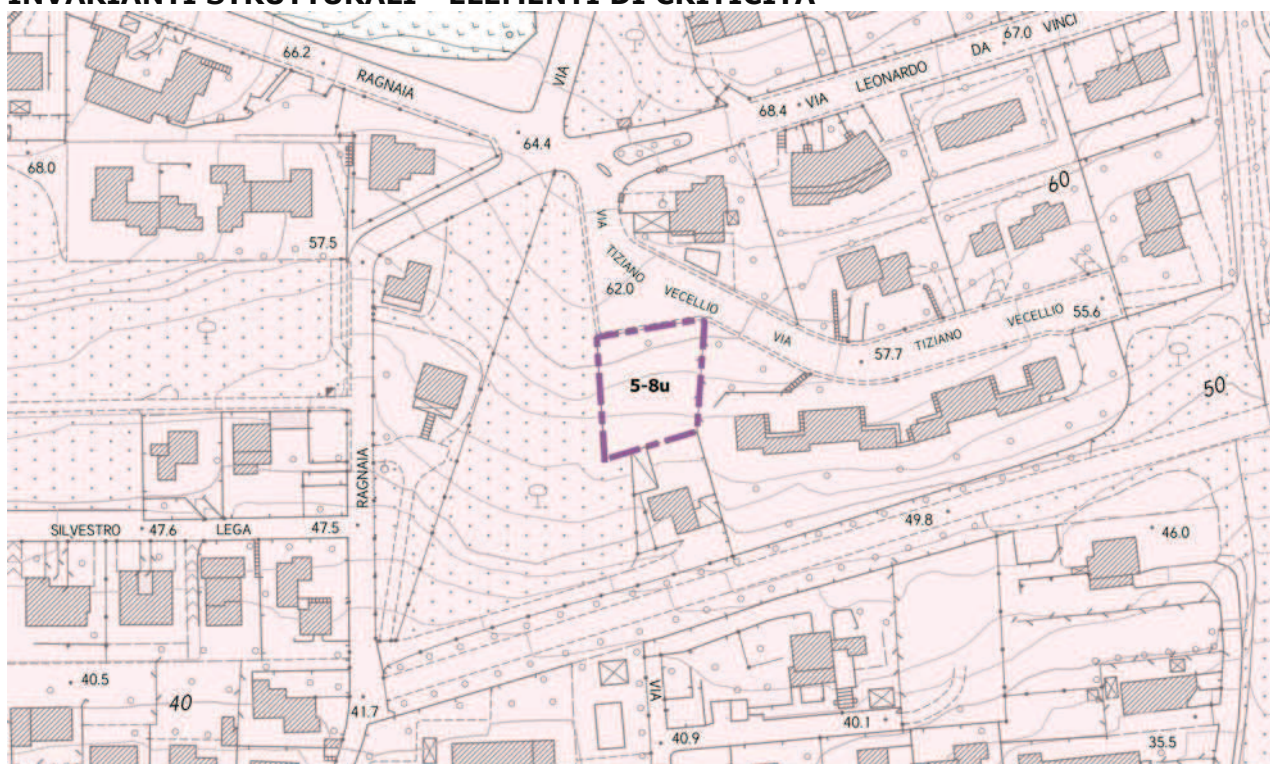 INVARIANTI STRUTTURALI - ELEMENTI DI CRITICITÀ
66.2
RAGNAIA
VIA
67.0
DA VINCI
68.4
VIA LEONARDO
64.4
68.0
60
57.5
VIA
TIZIANO
62.0
VECELLIO
VIA
57.7
TIZIANO
VECELLIO
55.6
5-8u
50
RAGNAIA
SILVESTRO
47.6
LEGA
47.5
49.8
46.0
40.5
40
41.7
VIA
40.9
40.1
35.5